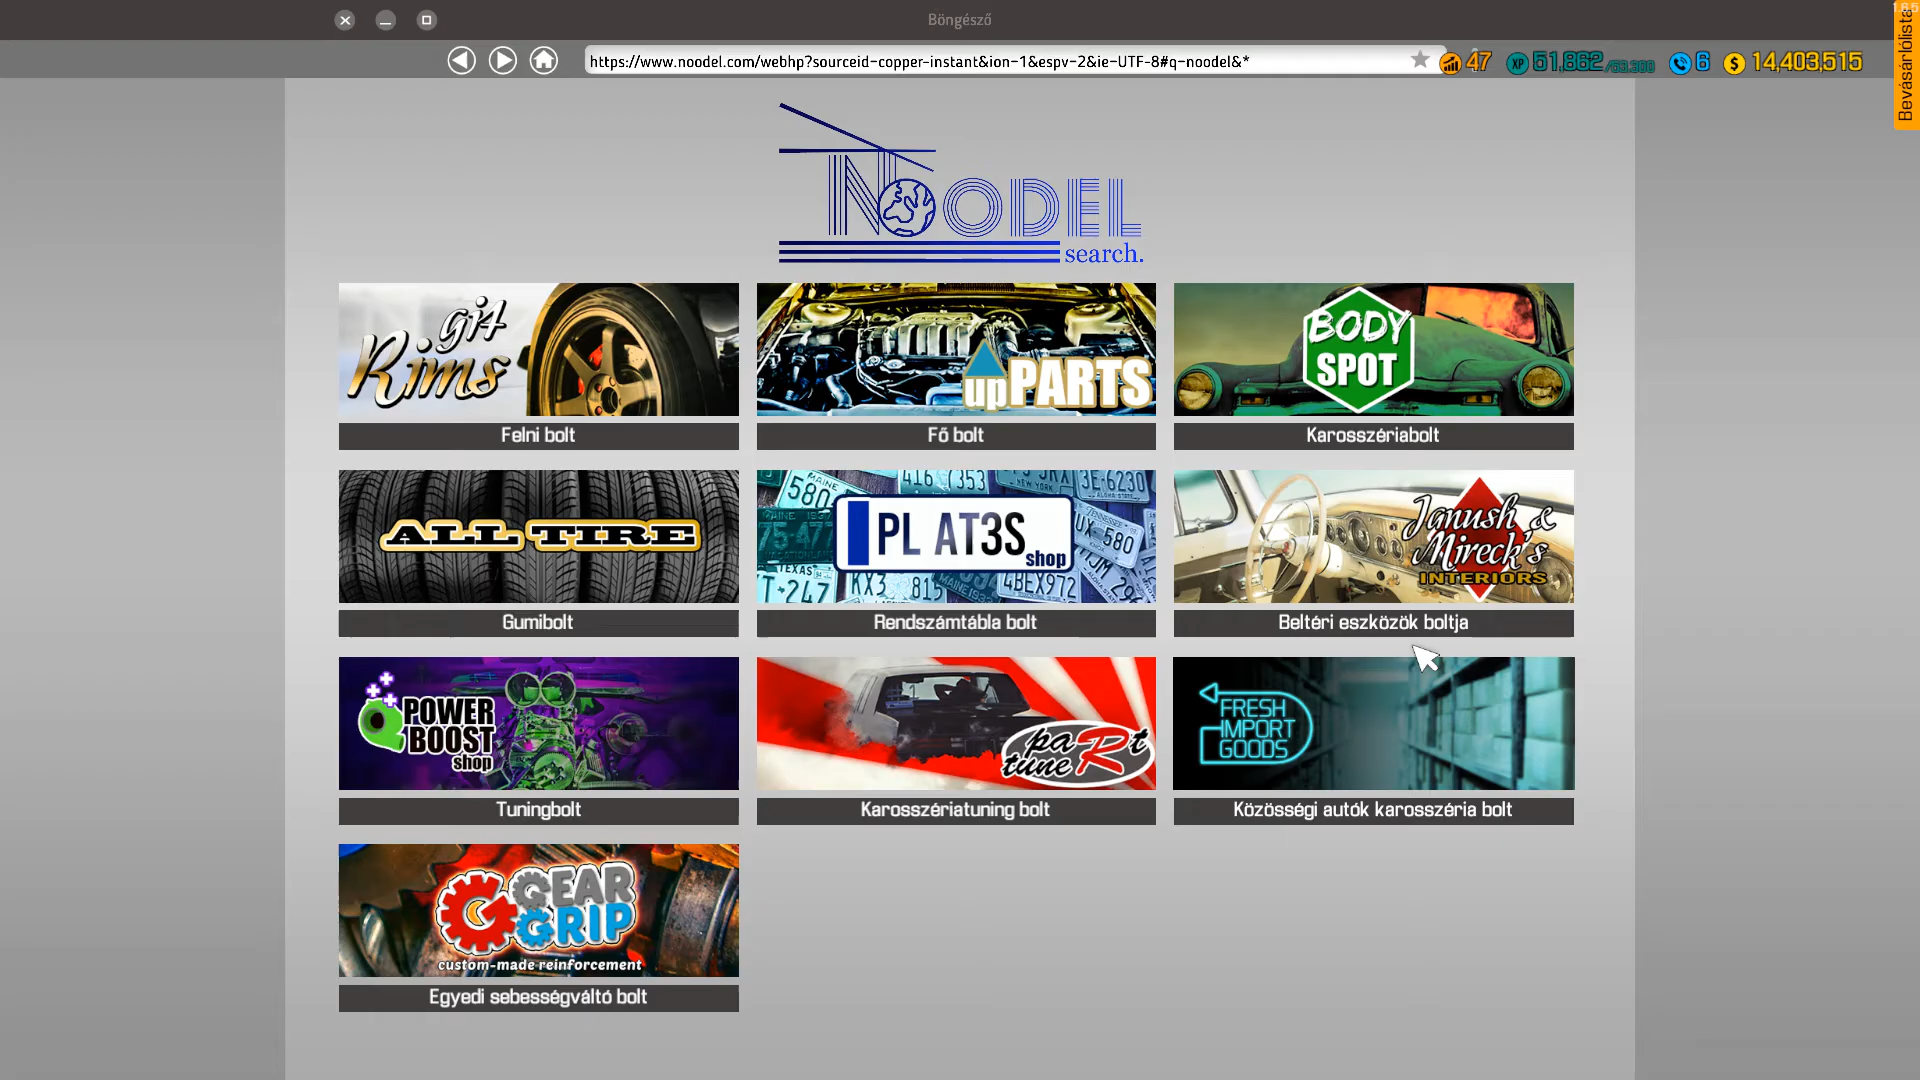 Böngésző
https://www.noodel.com/webhp?sourceid-copper-instant&ion-1&espv-2&ie-UTF-8#q-noodel&*
47
XP 51,862
6
$ 14,403,515
Bevásárlólista
NOODEL
search.
git
Rims
upPARTS
BODY
SPOT
Felni bolt
Fő bolt
Karosszériabolt
ALL TIRE
PL AT3S
shop
Janush &
Mireck's
INTERIORS
Gumibolt
Rendszámtábla bolt
Beltéri eszközök boltja
POWER
BOOST
shop
paRt
tune
FRESH
IMPORT
GOODS
Tuningbolt
Karosszériatuning bolt
Közösségi autók karosszéria bolt
GEAR
GRIP
custom-made reinforcement
Egyedi sebességváltó bolt